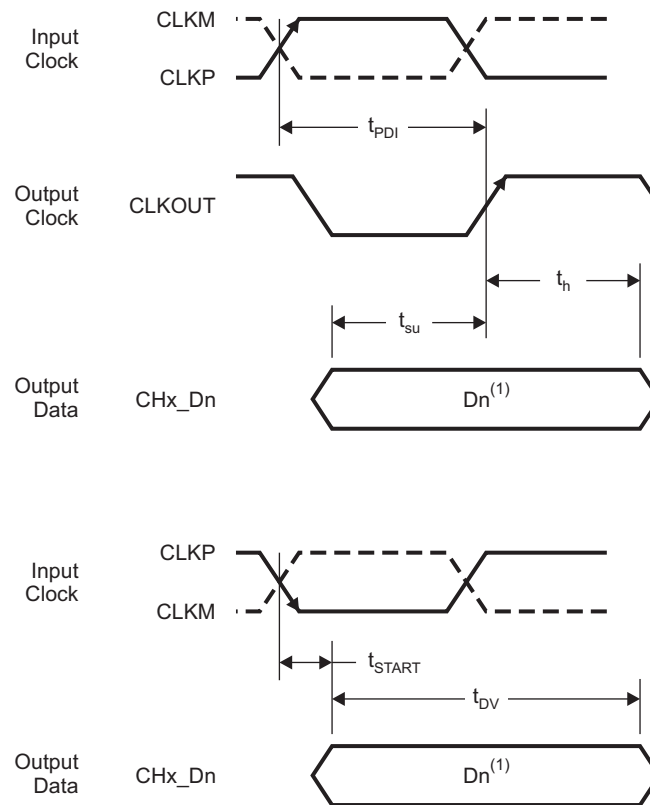 CLKM
Input
Clock
CLKP
t_PDI
Output
Clock
CLKOUT
t_h
t_su
Output
Data
CHx_Dn
Dn^(1)
CLKP
Input
Clock
CLKM
t_START
t_DV
Output
Data
CHx_Dn
Dn^(1)